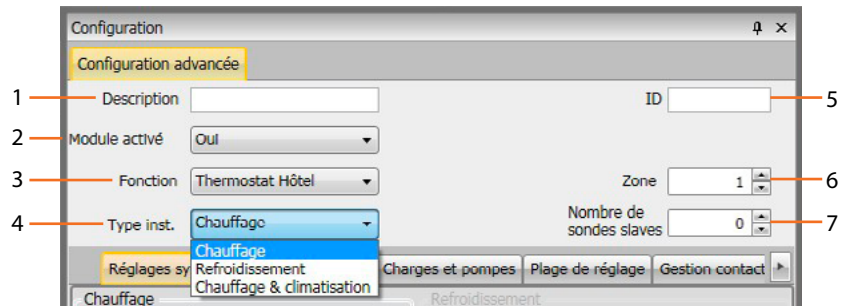 Configuration
Configuration advancée
1 Description ID 5
2 Module activé Oui
3 Fonction Thermostat Hôtel Zone 1 6
4 Type inst. Chauffage Nombre de sondes slaves 0 7
Chauffage
Refroidissement
Chauffage & climatisation
Réglages sy Charges et pompes Plage de réglage Gestion contact
Chauffage Refroidissement